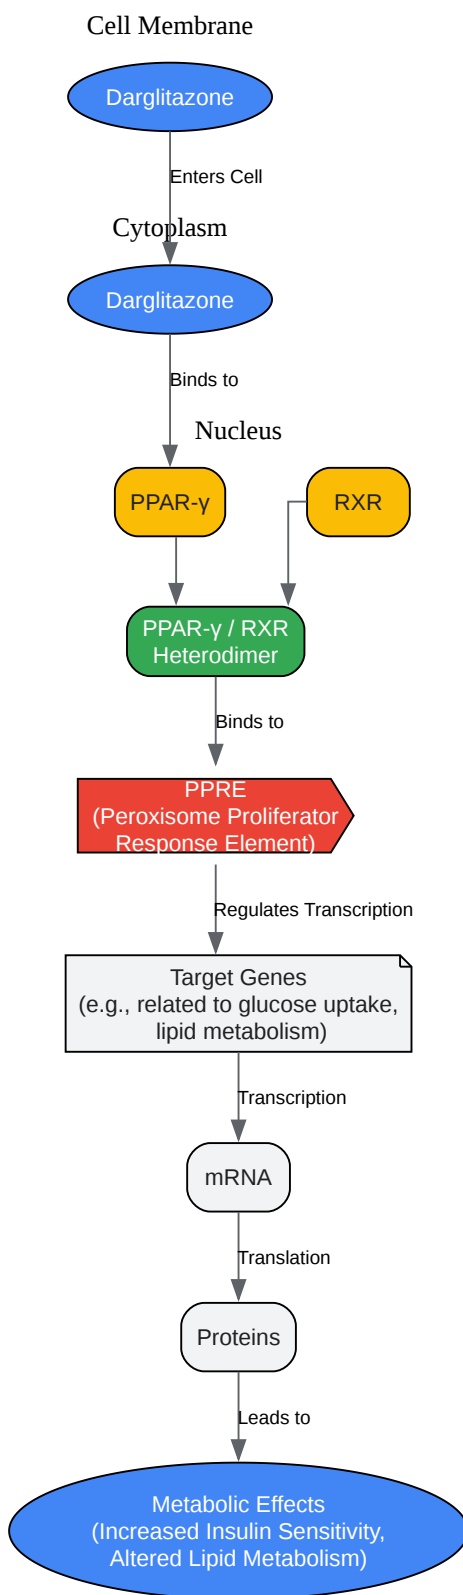 Cell Membrane
Darglitazone
Enters Cell
Cytoplasm
Darglitazone
Binds to
Nucleus
PPAR-γ
RXR
PPAR-γ / RXR
Heterodimer
Binds to
PPRE
(Peroxisome Proliferator
Response Element)
Regulates Transcription
Target Genes
(e.g., related to glucose uptake,
lipid metabolism)
Transcription
mRNA
Translation
Proteins
Leads to
Metabolic Effects
(Increased Insulin Sensitivity,
Altered Lipid Metabolism)